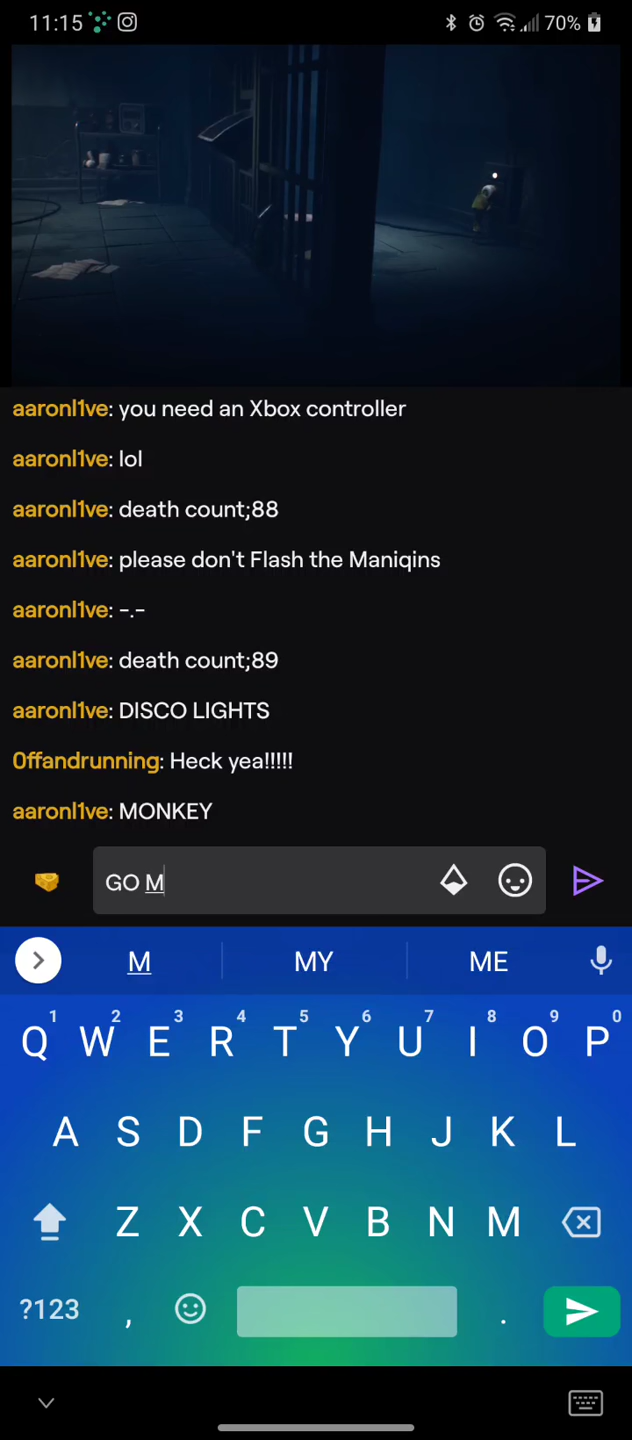 11:15 70%
aaronl1ve: you need an Xbox controller
aaronl1ve: lol
aaronl1ve: death count;88
aaronl1ve: please don't Flash the Maniqins
aaronl1ve: -.-
aaronl1ve: death count;89
aaronl1ve: DISCO LIGHTS
0ffandrunning: Heck yea!!!!!
aaronl1ve: MONKEY
GO M
M MY ME
1 2 3 4 5 6 7 8 9 0
Q W E R T Y U I O P
A S D F G H J K L
Z X C V B N M
?123 , .